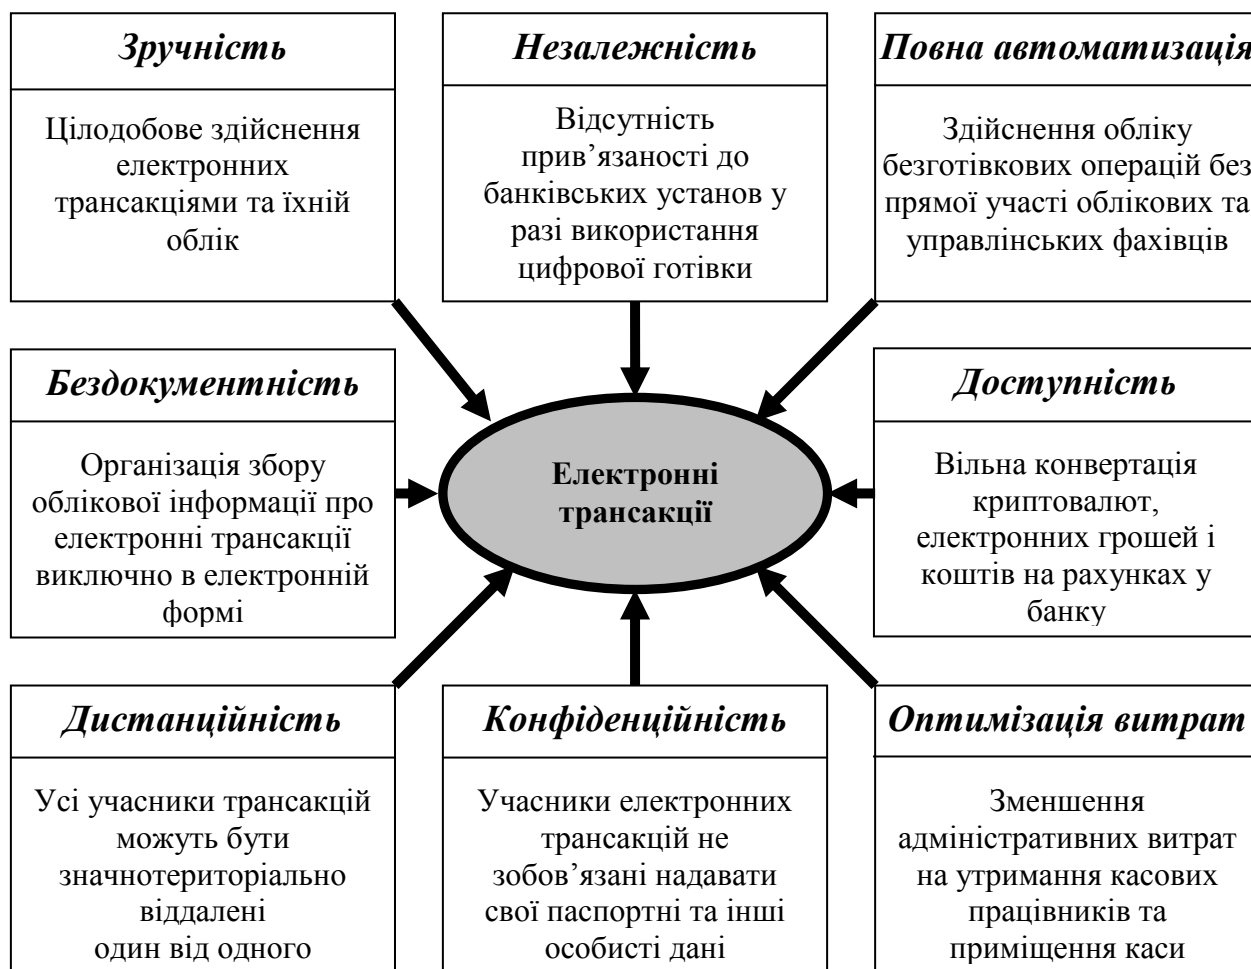 Зручність
Цілодобове здійснення
електронних
трансакціями та їхній
облік
Незалежність
Відсутність
прив’язаності до
банківських установ у
разі використання
цифрової готівки
Повна автоматизація
Здійснення обліку
безготівкових операцій без
прямої участі облікових та
управлінських фахівців
Бездокументність
Організація збору
облікової інформації про
електронні трансакції
виключно в електронній
формі
Електронні
трансакції
Доступність
Вільна конвертація
криптовалют,
електронних грошей і
коштів на рахунках у
банку
Дистанційність
Усі учасники трансакцій
можуть бути
значнотериторіально
віддалені
один від одного
Конфіденційність
Учасники електронних
трансакцій не
зобов’язані надавати
свої паспортні та інші
особисті дані
Оптимізація витрат
Зменшення
адміністративних витрат
на утримання касових
працівників та
приміщення каси